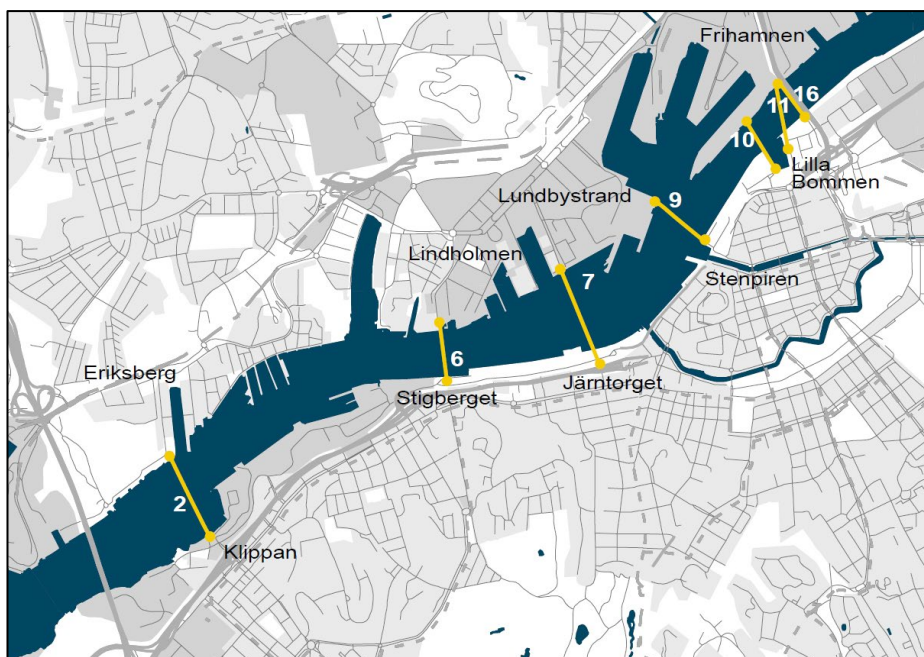 Frihamnen
16
11
10
Lilla
Bommen
Lundbystrand
9
Lindholmen
Stenpiren
7
6
Eriksberg
Järntorget
Stigberget
2
Klippan